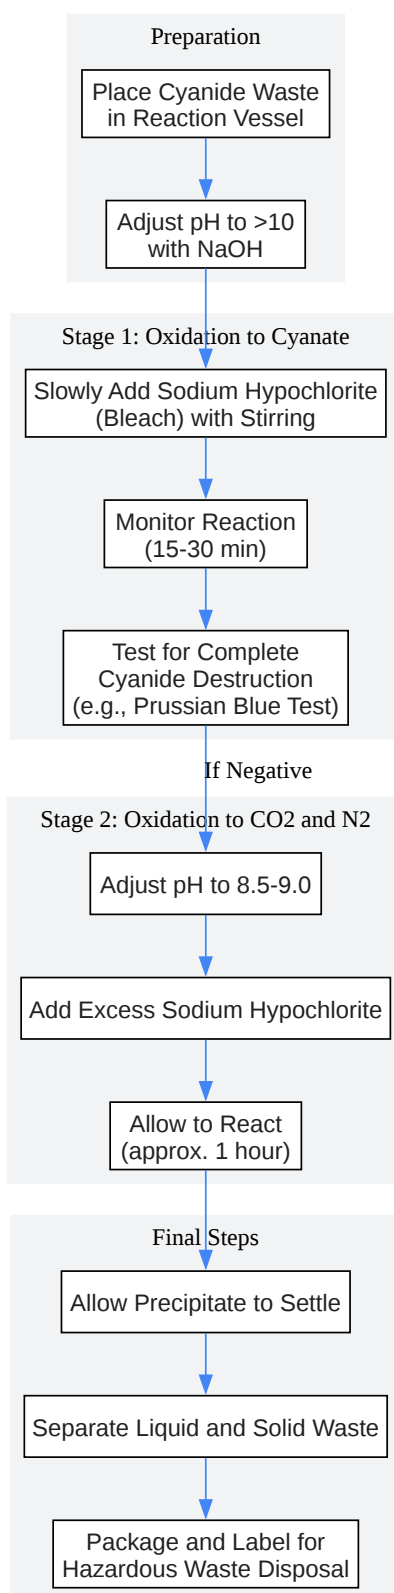 Preparation
Place Cyanide Waste
in Reaction Vessel
Adjust pH to >10
with NaOH
Stage 1: Oxidation to Cyanate
Slowly Add Sodium Hypochlorite
(Bleach) with Stirring
Monitor Reaction
(15-30 min)
Test for Complete
Cyanide Destruction
(e.g., Prussian Blue Test)
If Negative
Stage 2: Oxidation to CO2 and N2
Adjust pH to 8.5-9.0
Add Excess Sodium Hypochlorite
Allow to React
(approx. 1 hour)
Final Steps
Allow Precipitate to Settle
Separate Liquid and Solid Waste
Package and Label for
Hazardous Waste Disposal